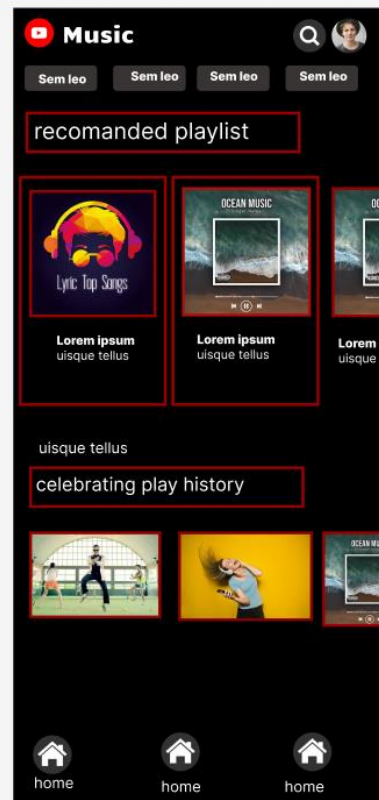 Music
Sem leo Sem leo Sem leo Sem leo
recomanded playlist
Lyric Top Songs
OCEAN MUSIC
Lorem ipsum
uisque tellus
Lorem ipsum
uisque tellus
Lorem
uisque
uisque tellus
celebrating play history
OCEAN MU
home
home
home